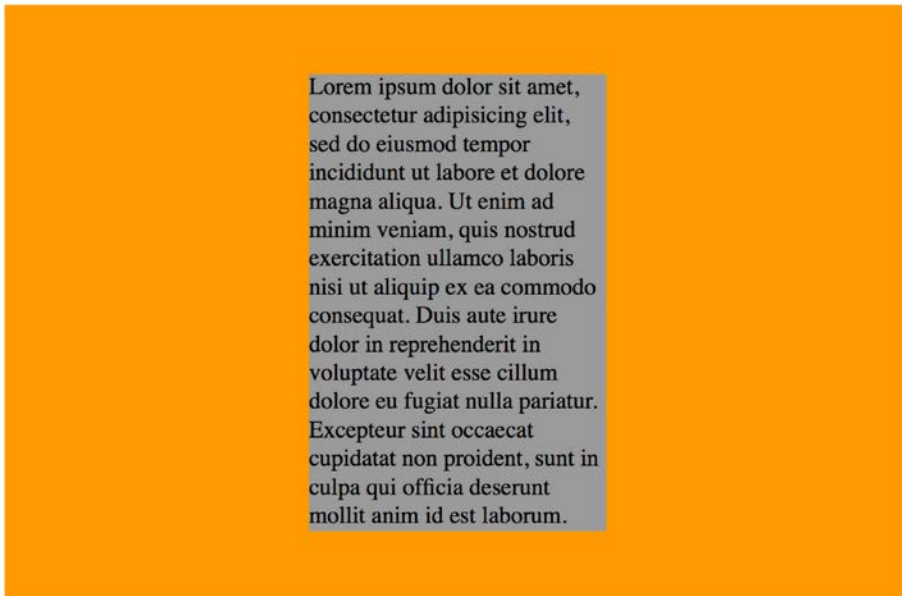 Lorem ipsum dolor sit amet,
consectetur adipisicing elit,
sed do eiusmod tempor
incididunt ut labore et dolore
magna aliqua. Ut enim ad
minim veniam, quis nostrud
exercitation ullamco laboris
nisi ut aliquip ex ea commodo
consequat. Duis aute irure
dolor in reprehenderit in
voluptate velit esse cillum
dolore eu fugiat nulla pariatur.
Excepteur sint occaecat
cupidatat non proident, sunt in
culpa qui officia deserunt
mollit anim id est laborum.